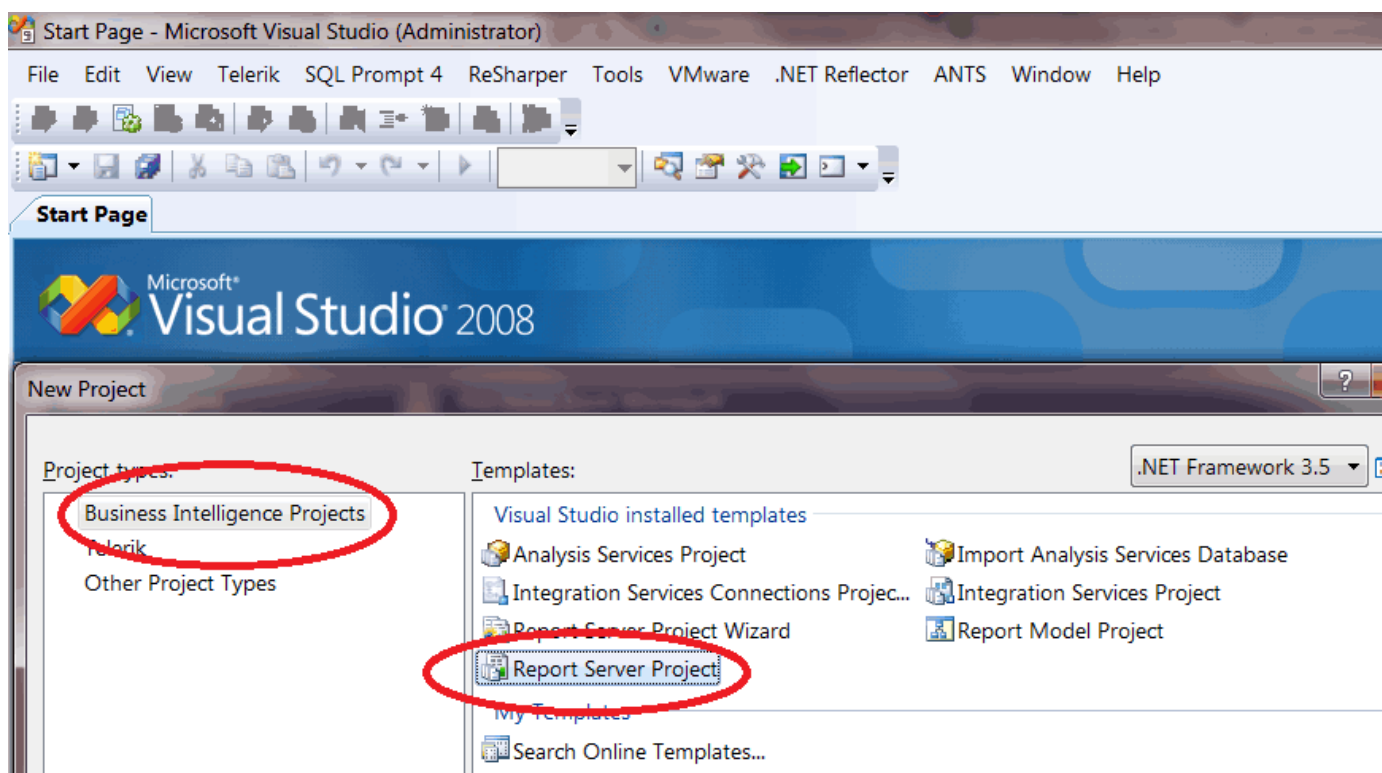 Start Page - Microsoft Visual Studio (Administrator)
File Edit View Telerik SQL Prompt 4 ReSharper Tools VMware .NET Reflector ANTS Window Help
Start Page
Microsoft®
Visual Studio® 2008
New Project
Project types:
Templates:
.NET Framework 3.5
Business Intelligence Projects
Telerik
Other Project Types
Visual Studio installed templates
Analysis Services Project
Import Analysis Services Database
Integration Services Connections Projec...
Integration Services Project
Report Server Project Wizard
Report Model Project
Report Server Project
My Templates
Search Online Templates...